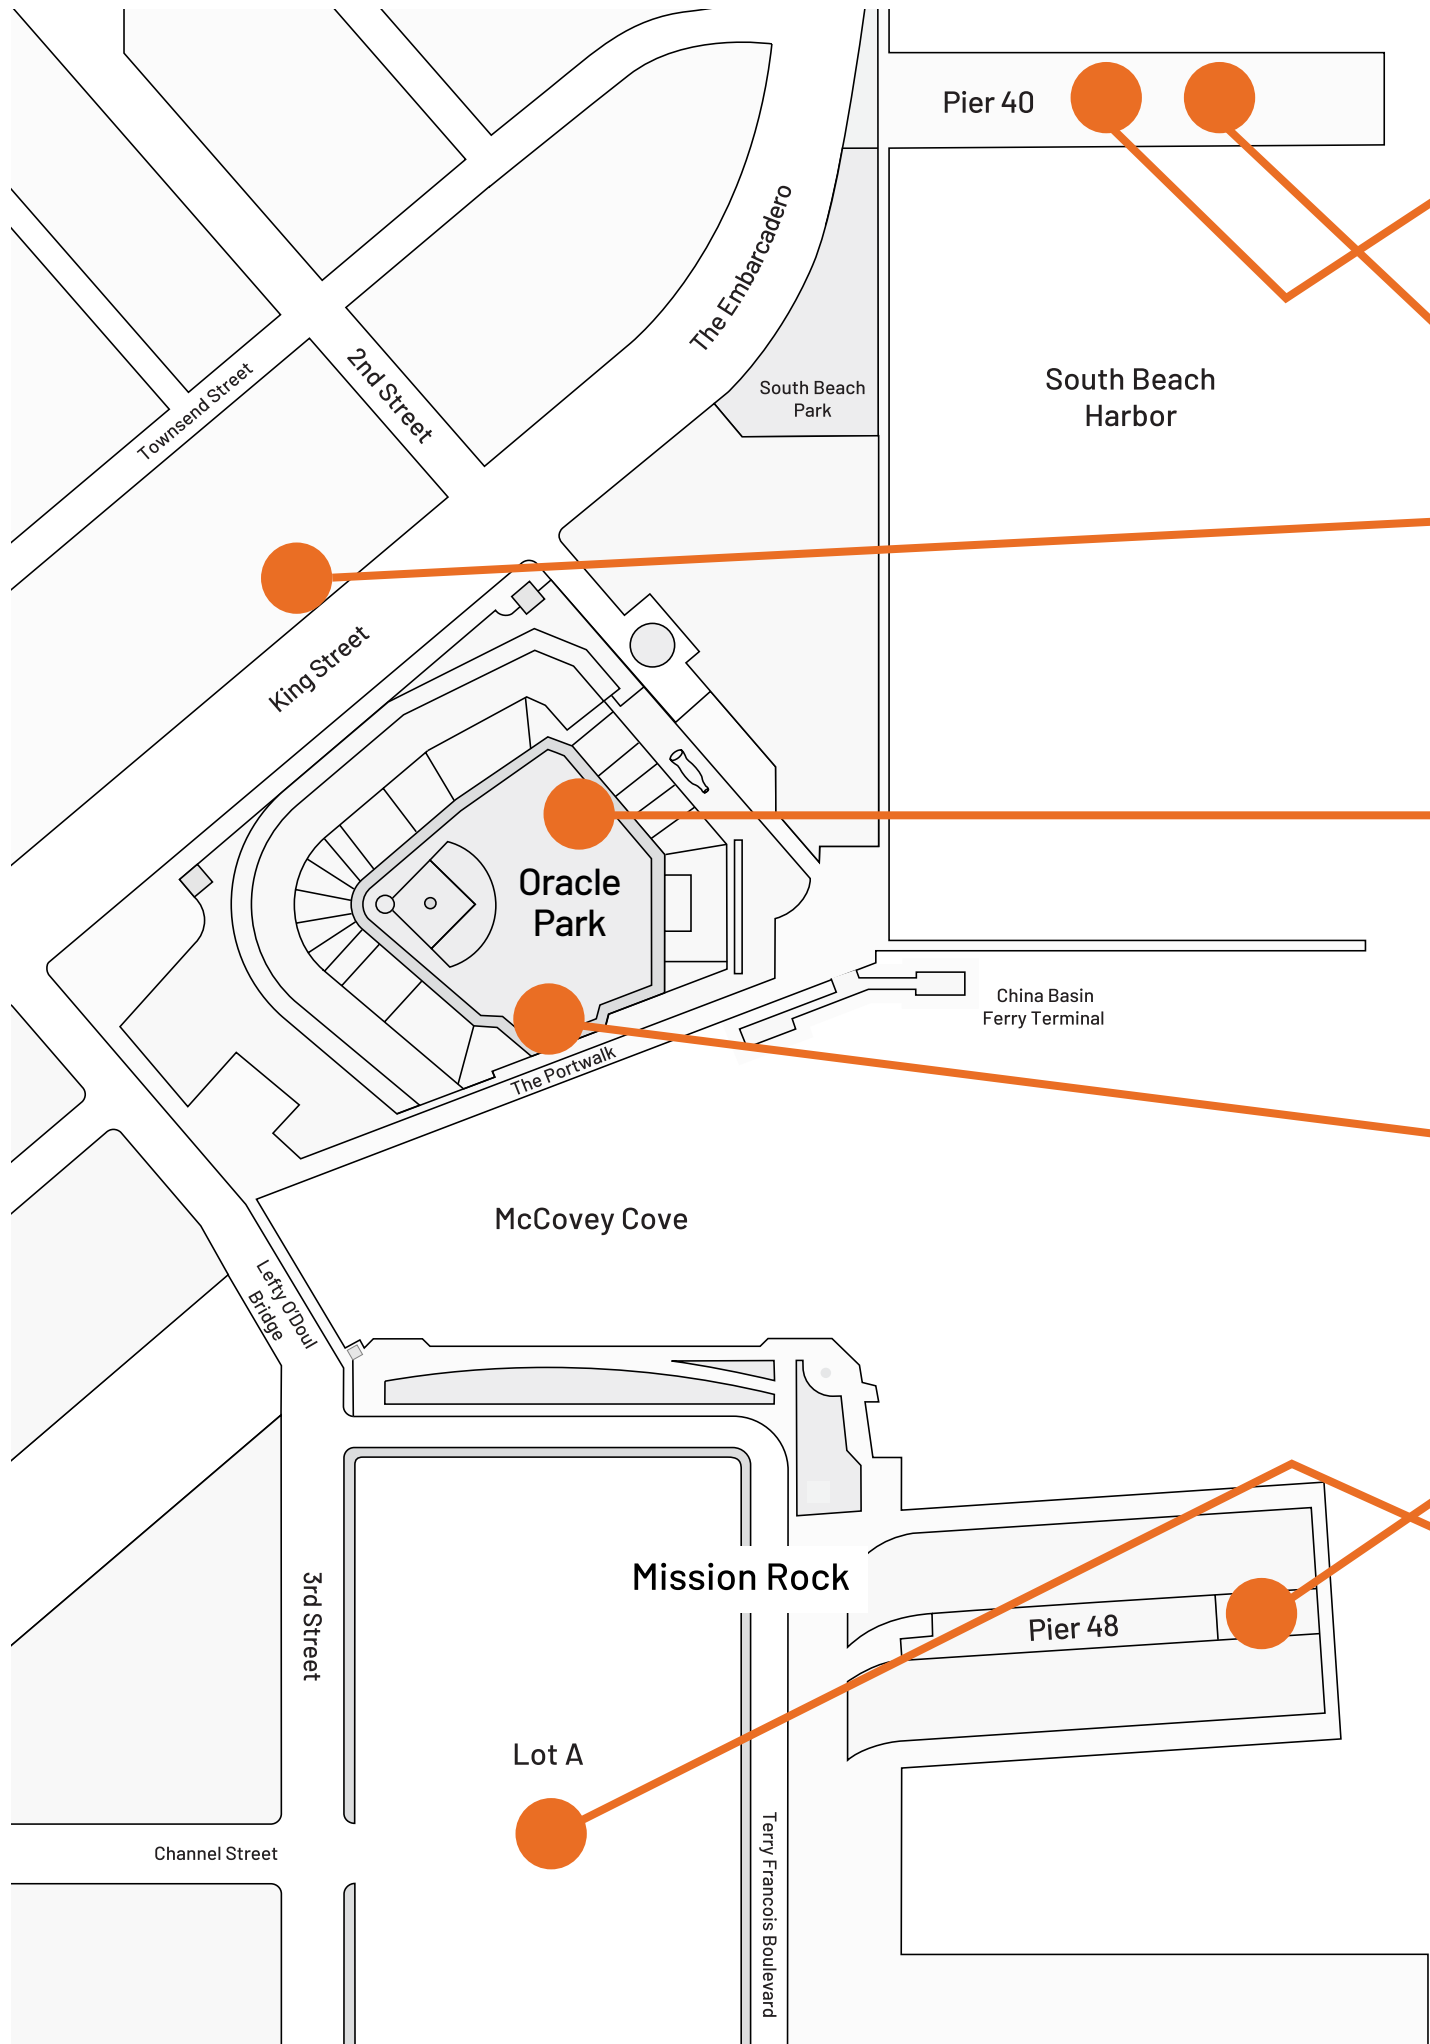 Pier 40
The Embarcadero
2nd Street
Townsend Street
South Beach
Park
South Beach
Harbor
King Street
Oracle
Park
China Basin
Ferry Terminal
The Portwalk
McCovey Cove
Lefty O'Doul
Bridge
Mission Rock
3rd Street
Pier 48
Lot A
Channel Street
Terry Francois Boulevard